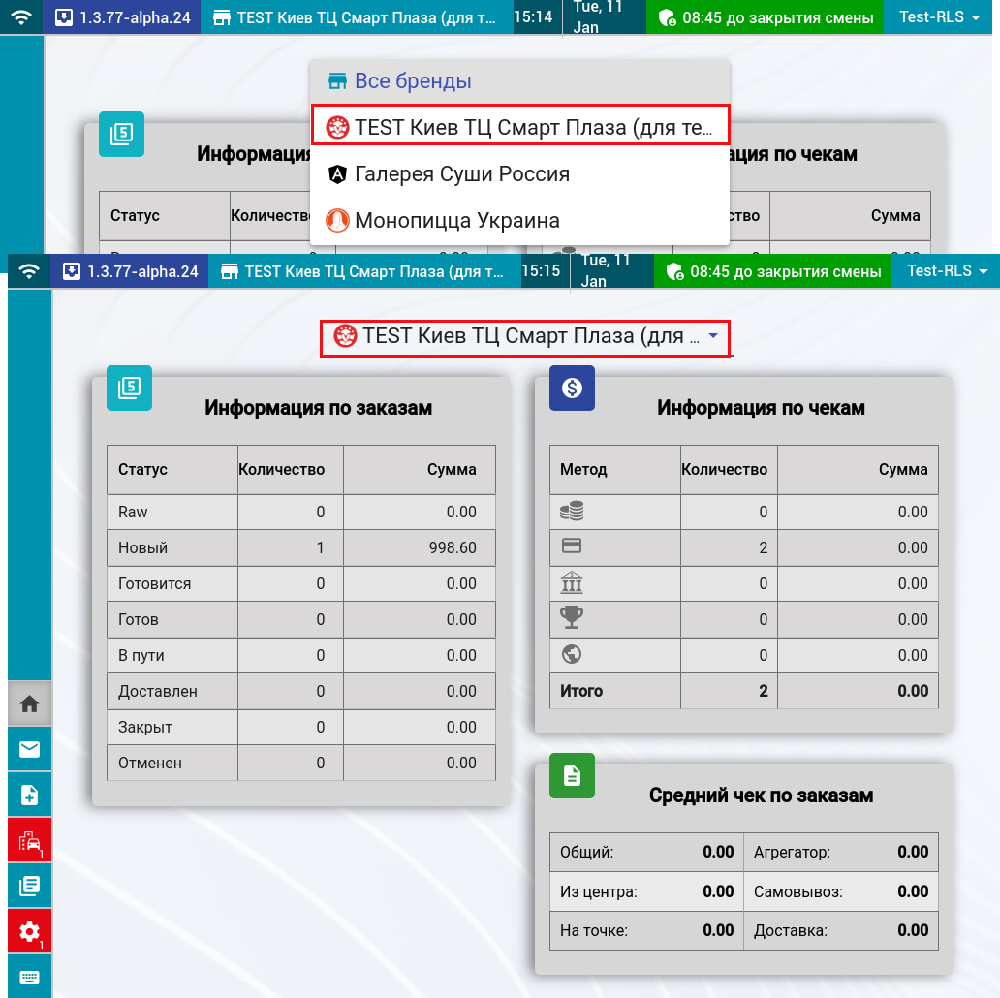 1.3.77-alpha.24
TEST Киев ТЦ Смарт Плаза (для т...
15:14
Tue, 11
Jan
08:45 до закрытия смены
Test-RLS
Все бренды
TEST Киев ТЦ Смарт Плаза (для те...
Галерея Суши Россия
Монопицца Украина
5
Информация
ация по чекам
Статус
Количество
ство
Сумма
1.3.77-alpha.24
TEST Киев ТЦ Смарт Плаза (для т...
15:15
Tue, 11
Jan
08:45 до закрытия смены
Test-RLS
TEST Киев ТЦ Смарт Плаза (для ...
5
Информация по заказам
Статус Количество Сумма
Raw 0 0.00
Новый 1 998.60
Готовится 0 0.00
Готов 0 0.00
В пути 0 0.00
Доставлен 0 0.00
Закрыт 0 0.00
Отменен 0 0.00
$
Информация по чекам
Метод Количество Сумма
0 0.00
2 0.00
0 0.00
0 0.00
0 0.00
Итого 2 0.00
Средний чек по заказам
Общий: 0.00 Агрегатор: 0.00
Из центра: 0.00 Самовывоз: 0.00
На точке: 0.00 Доставка: 0.00
1
1